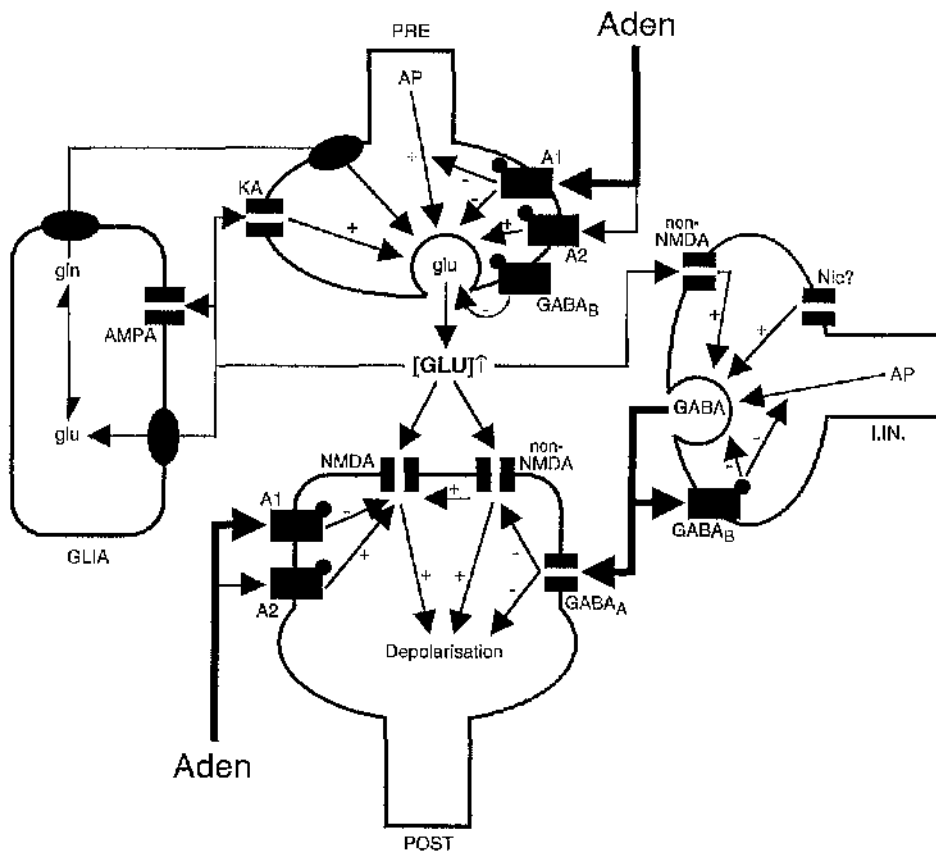 PRE
Aden
AP
+
A1
-
-
KA
+
+
A2
glu
GABAB
-
non-
NMDA
Nic?
+
+
gln
AMPA
[GLU]↑
AP
GABA
I.IN.
-
-
glu
NMDA
non-
NMDA
GABAB
A1
-
+
+
A2
-
+
+
-
GABAA
GLIA
Depolarisation
Aden
POST